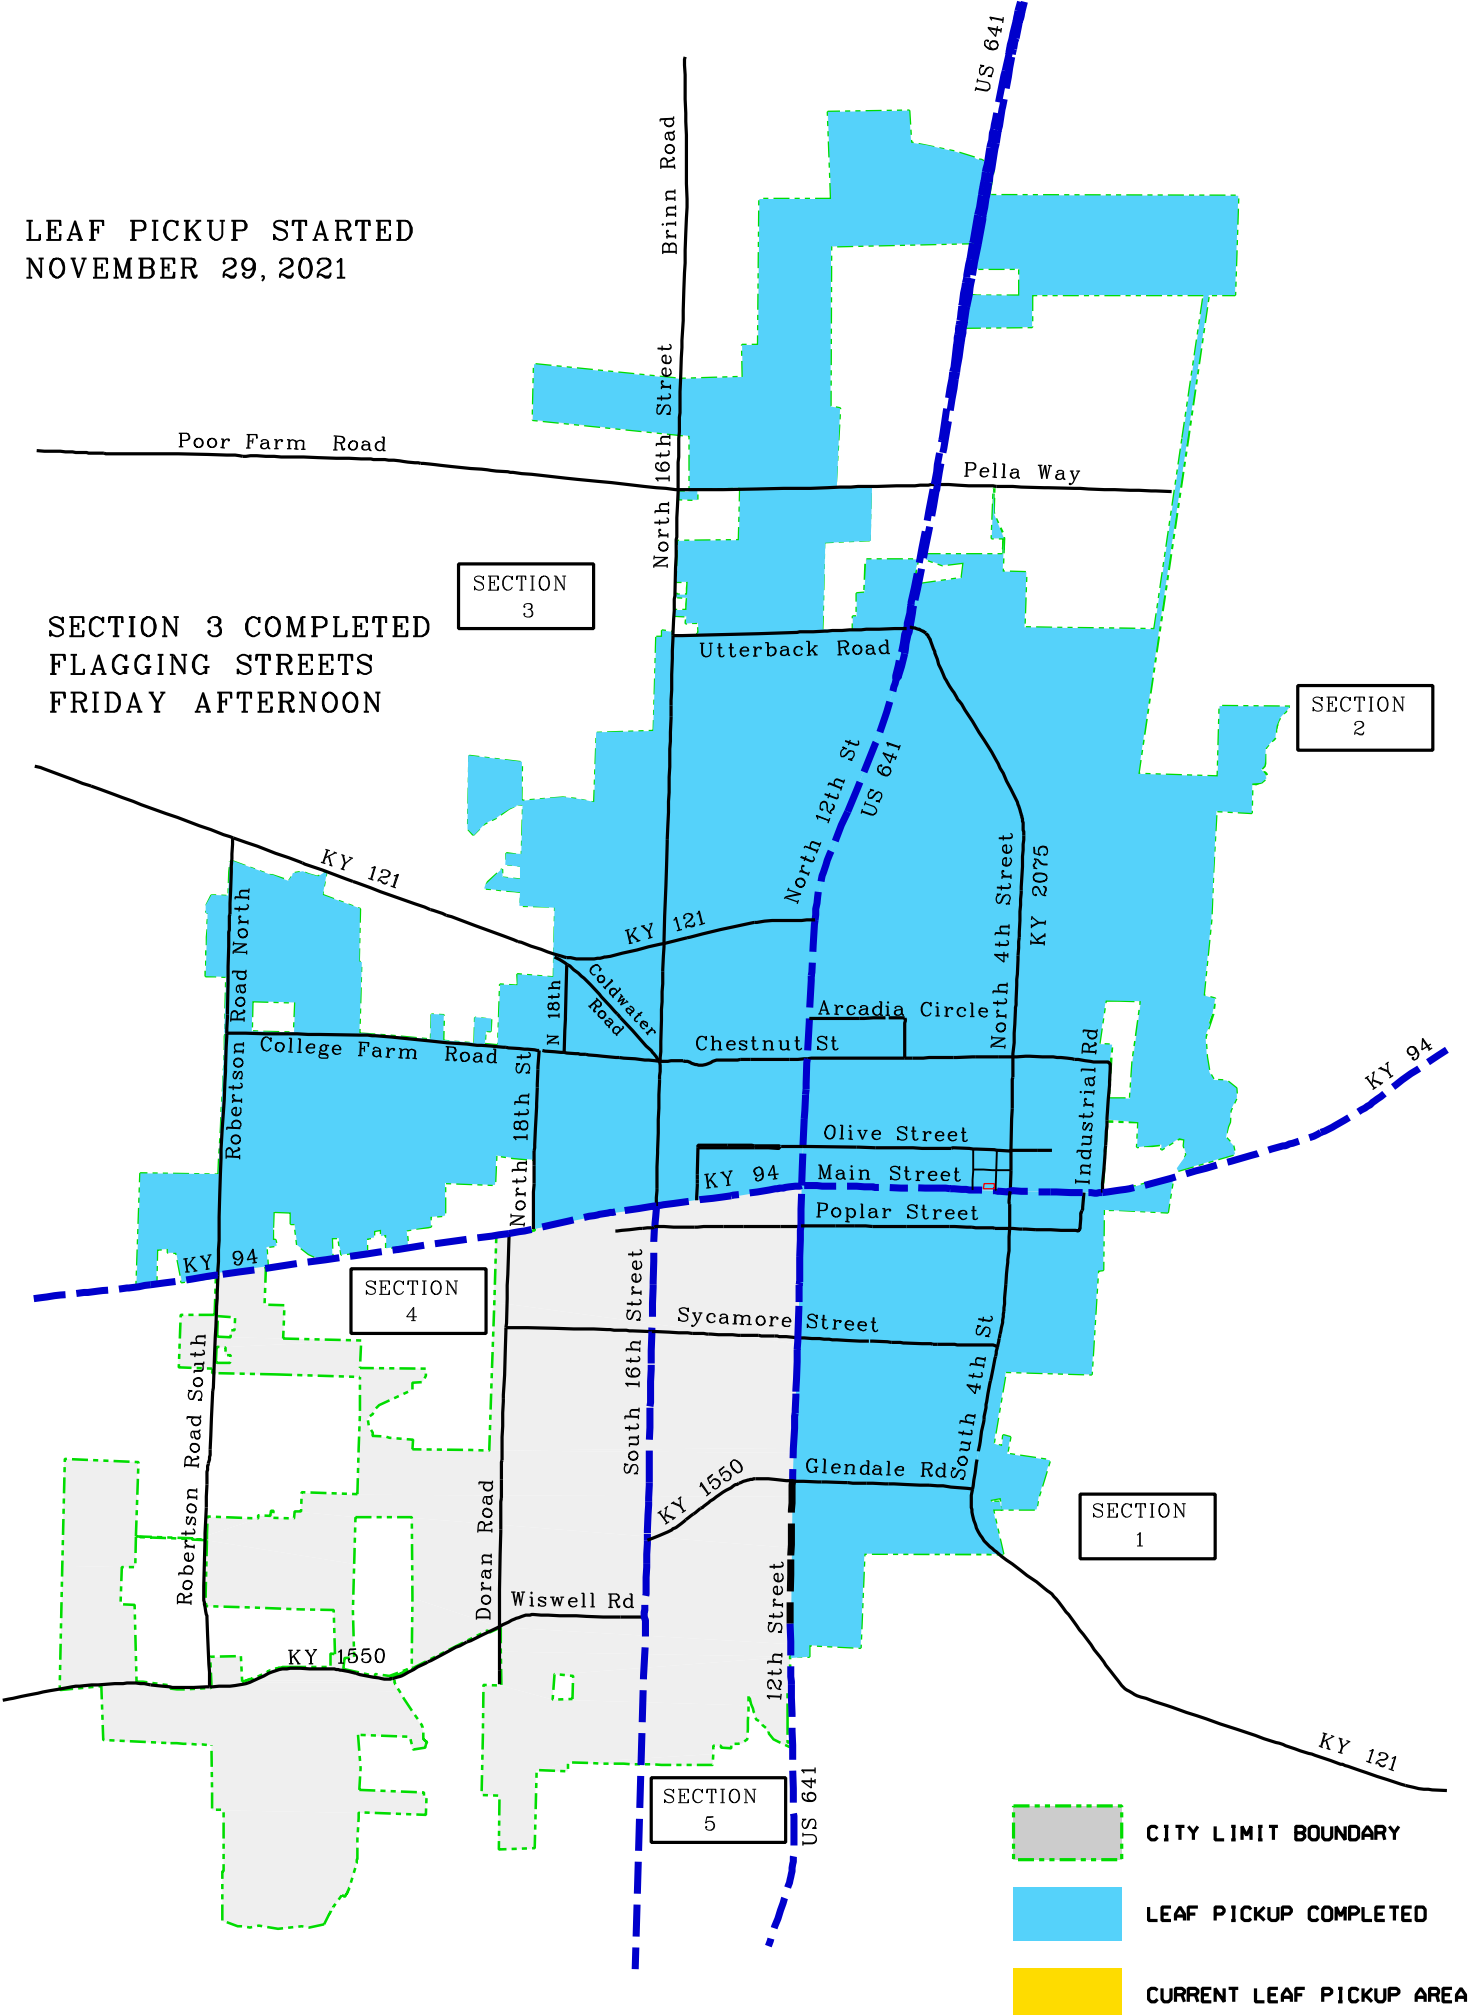 US 641
Brinn Road
LEAF PICKUP STARTED
NOVEMBER 29, 2021
North 16th Street
Poor Farm Road
Pella Way
SECTION
3
SECTION 3 COMPLETED
FLAGGING STREETS
FRIDAY AFTERNOON
Utterback Road
SECTION
2
North 12th St
US 641
KY 121
North 4th Street
KY 2075
Robertson Road North
KY 121
Coldwater
Road
N 18th
Arcadia Circle
Chestnut St
College Farm Road
Industrial Rd
KY 94
North 18th St
Olive Street
KY 94
Main Street
Poplar Street
KY 94
SECTION
4
South 16th Street
Sycamore Street
South 4th St
Robertson Road South
Glendale Rd
KY 1550
Doran Road
SECTION
1
Wiswell Rd
12th Street
KY 1550
KY 121
SECTION
5
US 641
CITY LIMIT BOUNDARY
LEAF PICKUP COMPLETED
CURRENT LEAF PICKUP AREA